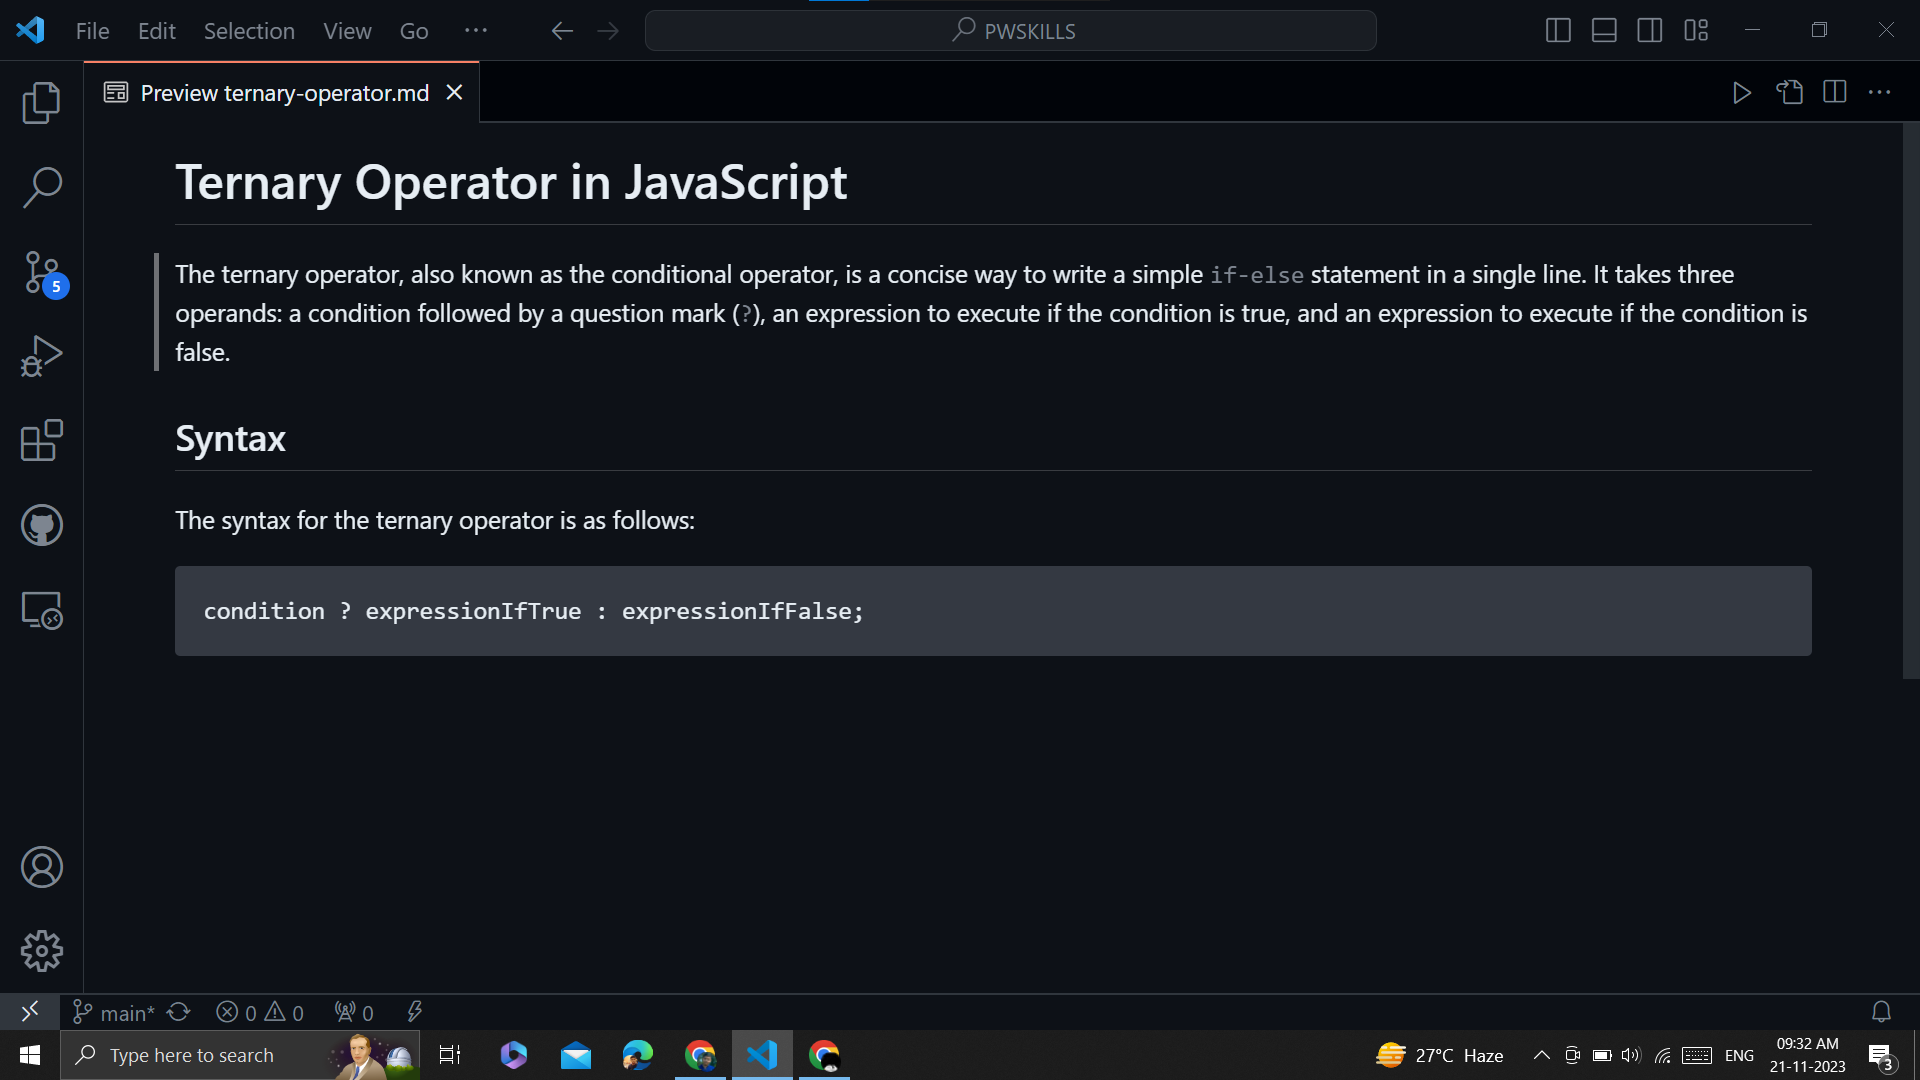 File Edit Selection View Go ··· PWSKILLS
Preview ternary-operator.md
Ternary Operator in JavaScript
The ternary operator, also known as the conditional operator, is a concise way to write a simple if-else statement in a single line. It takes three
operands: a condition followed by a question mark (?), an expression to execute if the condition is true, and an expression to execute if the condition is
false.
Syntax
The syntax for the ternary operator is as follows:
condition ? expressionIfTrue : expressionIfFalse;
5
main* 0 0 0
Type here to search
27°C Haze
ENG
09:32 AM
21-11-2023
3